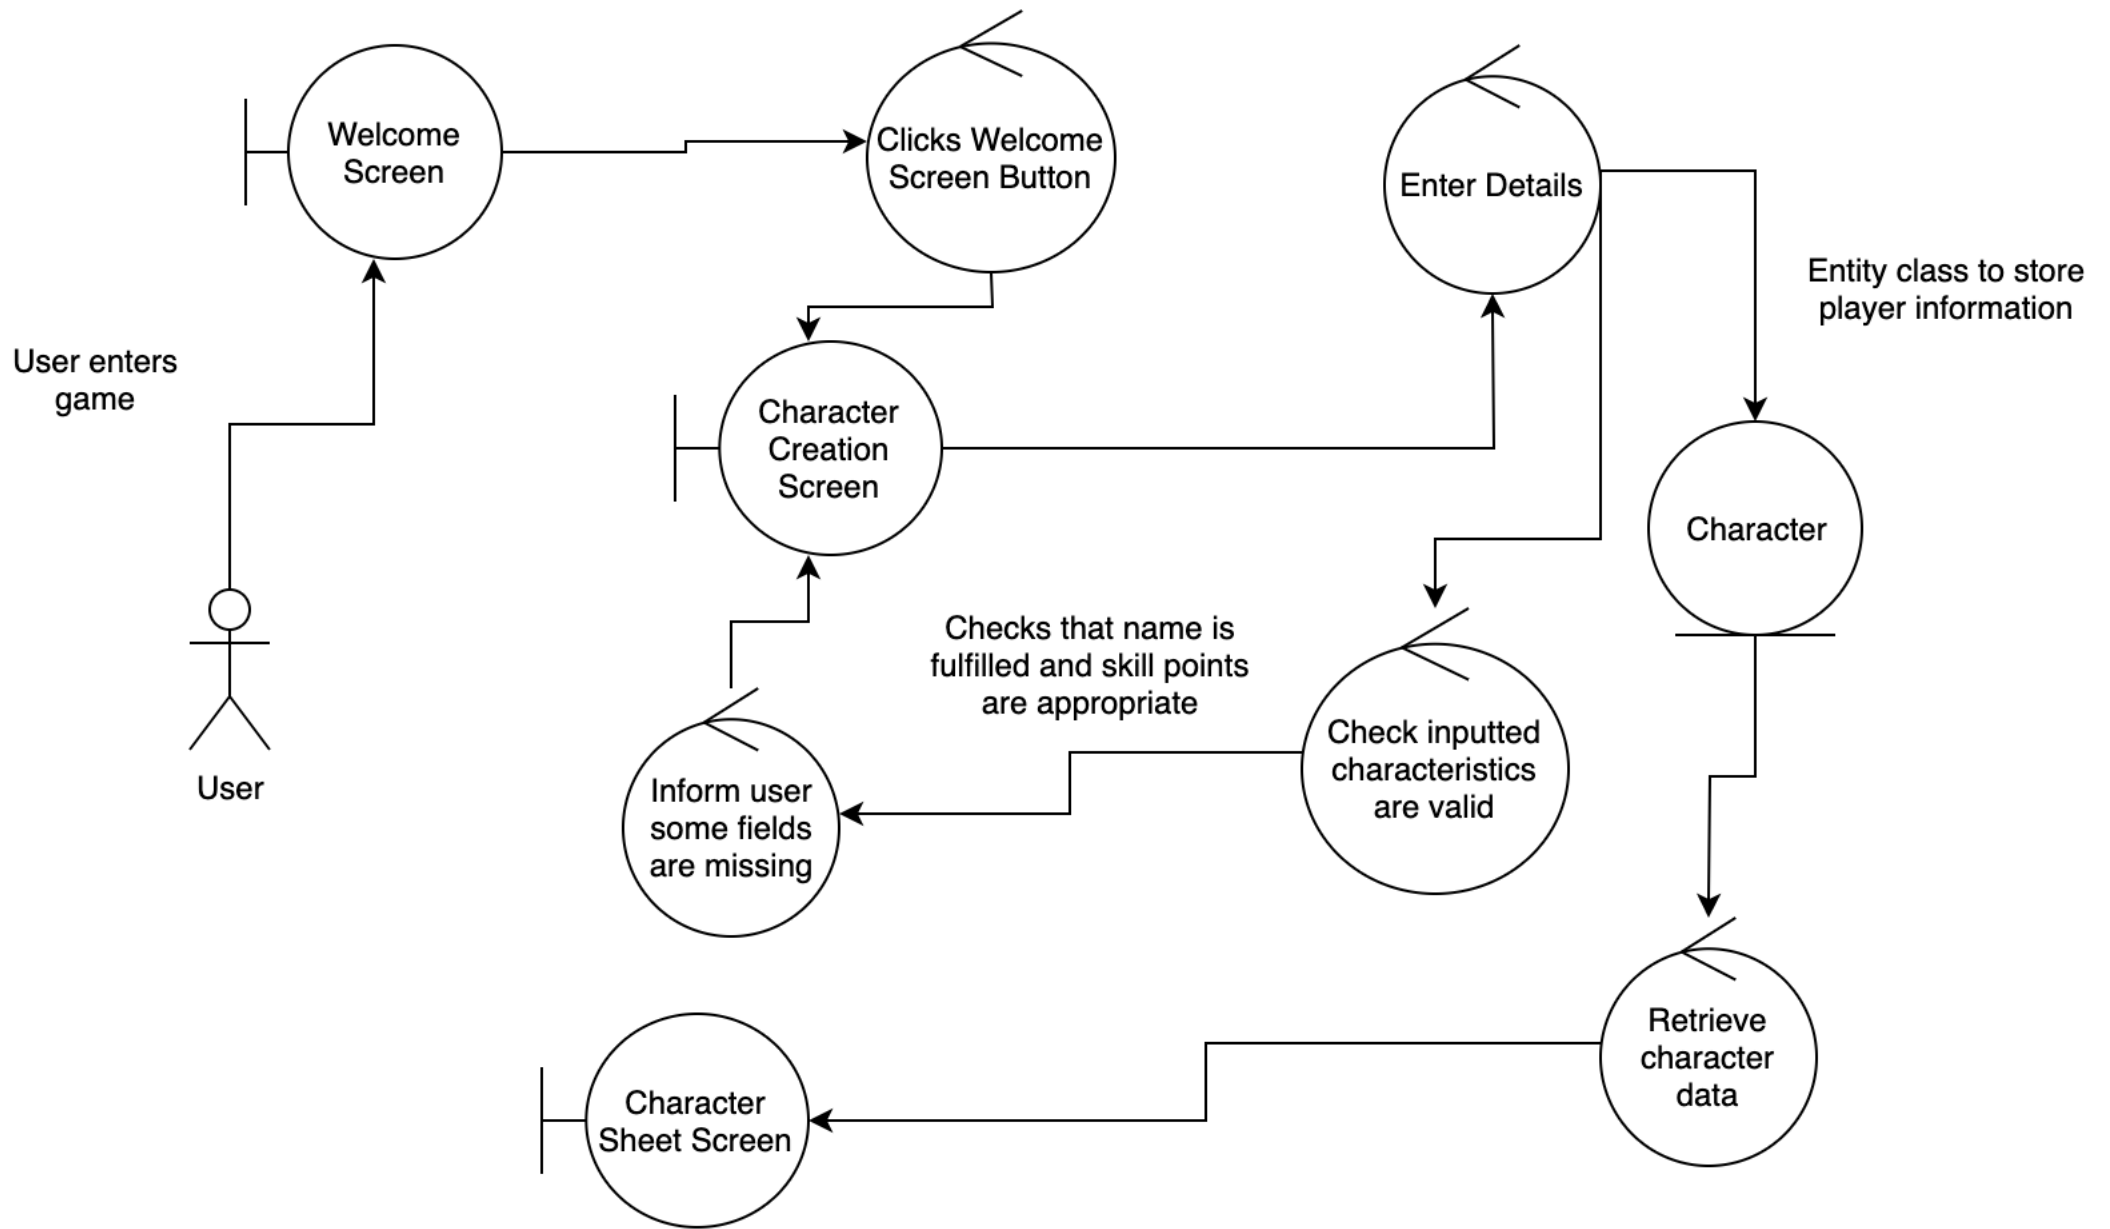 Welcome
Screen
Clicks Welcome
Screen Button
Enter Details
Entity class to store
player information
User enters
game
Character
Creation
Screen
Character
Checks that name is
fulfilled and skill points
are appropriate
Check inputted
characteristics
are valid
User
Inform user
some fields
are missing
Retrieve
character
data
Character
Sheet Screen